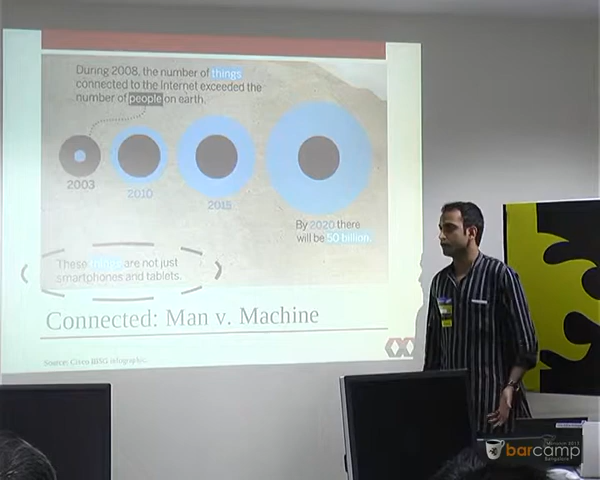 During 2008, the number of things
connected to the Internet exceeded the
number of people on earth.
2003
2010
2015
By 2020 there
will be 50 billion.
These things are not just
smartphones and tablets.
Connected: Man v. Machine
Source: Cisco IBSG infographic.
barcamp
Bangalore